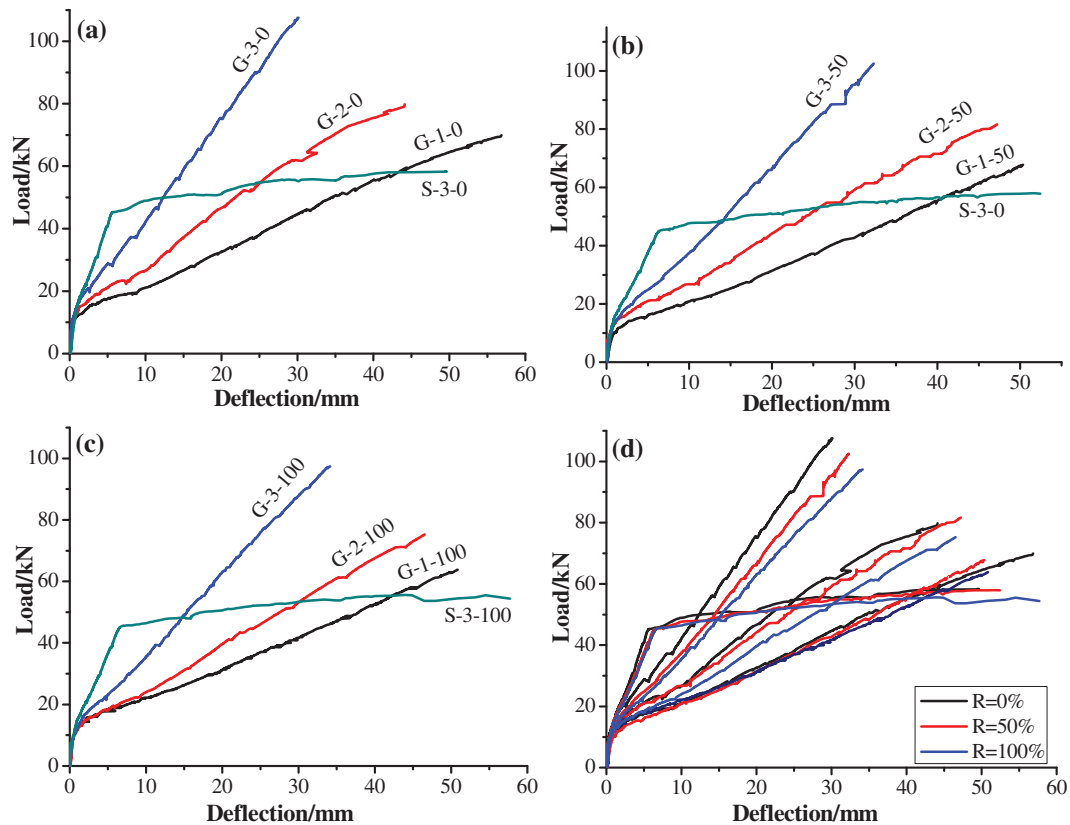 (a)
G-3-0
G-2-0
G-1-0
S-3-0
Load/kN
100
80
60
40
20
0
0 10 20 30 40 50 60
Deflection/mm
(b)
G-3-50
G-2-50
G-1-50
S-3-0
Load/kN
100
80
60
40
20
0
0 10 20 30 40 50
Deflection/mm
(c)
G-3-100
G-2-100
G-1-100
S-3-100
Load/kN
100
80
60
40
20
0
0 10 20 30 40 50 60
Deflection/mm
(d)
Load/kN
100
80
60
40
20
0
R=0%
R=50%
R=100%
0 10 20 30 40 50 60
Deflection/mm